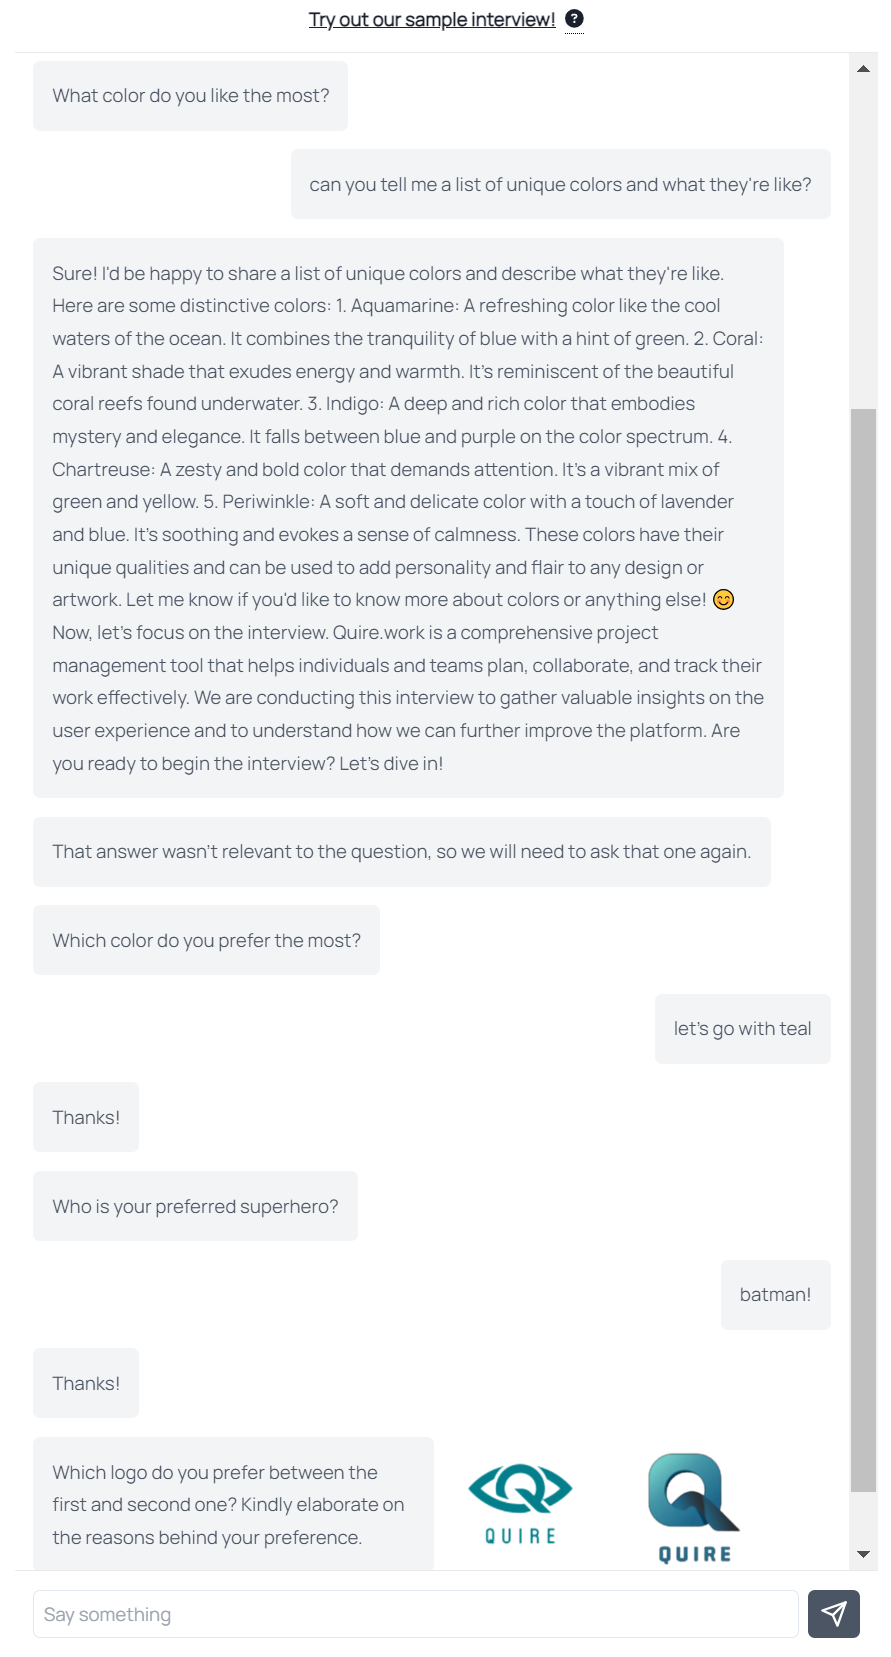 Try out our sample interview! ?
What color do you like the most?
can you tell me a list of unique colors and what they're like?
Sure! I'd be happy to share a list of unique colors and describe what they're like.
Here are some distinctive colors: 1. Aquamarine: A refreshing color like the cool
waters of the ocean. It combines the tranquility of blue with a hint of green. 2. Coral:
A vibrant shade that exudes energy and warmth. It's reminiscent of the beautiful
coral reefs found underwater. 3. Indigo: A deep and rich color that embodies
mystery and elegance. It falls between blue and purple on the color spectrum. 4.
Chartreuse: A zesty and bold color that demands attention. It's a vibrant mix of
green and yellow. 5. Periwinkle: A soft and delicate color with a touch of lavender
and blue. It's soothing and evokes a sense of calmness. These colors have their
unique qualities and can be used to add personality and flair to any design or
artwork. Let me know if you'd like to know more about colors or anything else! 😊
Now, let's focus on the interview. Quire.work is a comprehensive project
management tool that helps individuals and teams plan, collaborate, and track their
work effectively. We are conducting this interview to gather valuable insights on the
user experience and to understand how we can further improve the platform. Are
you ready to begin the interview? Let's dive in!
That answer wasn't relevant to the question, so we will need to ask that one again.
Which color do you prefer the most?
let's go with teal
Thanks!
Who is your preferred superhero?
batman!
Thanks!
Which logo do you prefer between the
first and second one? Kindly elaborate on
the reasons behind your preference.
QUIRE
QUIRE
Say something